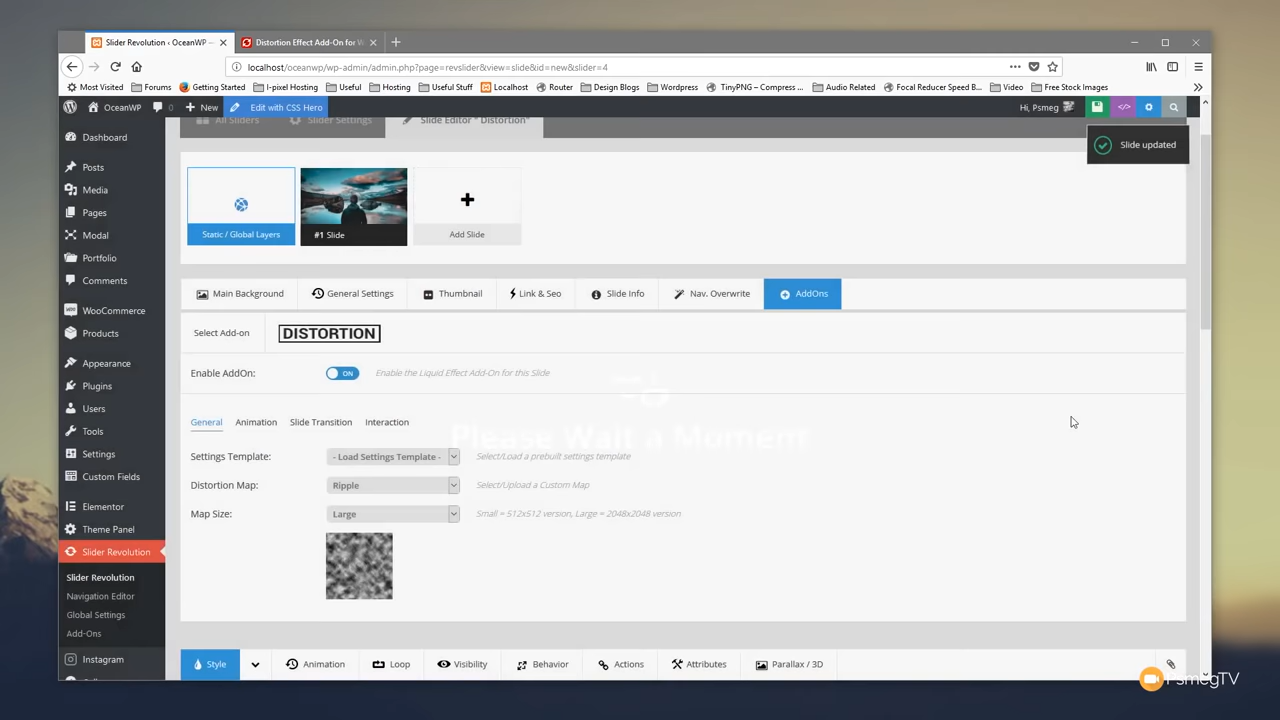 Slider Revolution ‹ OceanWP –
Distortion Effect Add-On for W
localhost/oceanwp/wp-admin/admin.php?page=revslider&view=slide&id=new&slider=4
Most Visited Forums Getting Started I-pixel Hosting Useful Hosting Useful Stuff Localhost Router Design Blogs Wordpress TinyPNG – Compress ... Audio Related Focal Reducer Speed B... Video Free Stock Images
OceanWP 0 New Edit with CSS Hero Hi, Psmeg
Dashboard
Posts
Media
Pages
Modal
Portfolio
Comments
WooCommerce
Products
Appearance
Plugins
Users
Tools
Settings
Custom Fields
Elementor
Theme Panel
Slider Revolution
Slider Revolution
Navigation Editor
Global Settings
Add-Ons
Instagram
All Sliders Slider Settings Slide Editor " Distortion"
Slide updated
Static / Global Layers #1 Slide Add Slide
Main Background General Settings Thumbnail Link & Seo Slide Info Nav. Overwrite AddOns
Select Add-on DISTORTION
Enable AddOn: ON Enable the Liquid Effect Add-On for this Slide
General Animation Slide Transition Interaction
Please Wait a Moment
Settings Template: - Load Settings Template - Select/Load a prebuilt settings template
Distortion Map: Ripple Select/Upload a Custom Map
Map Size: Large Small = 512x512 version, Large = 2048x2048 version
Style Animation Loop Visibility Behavior Actions Attributes Parallax / 3D
PsmegTV